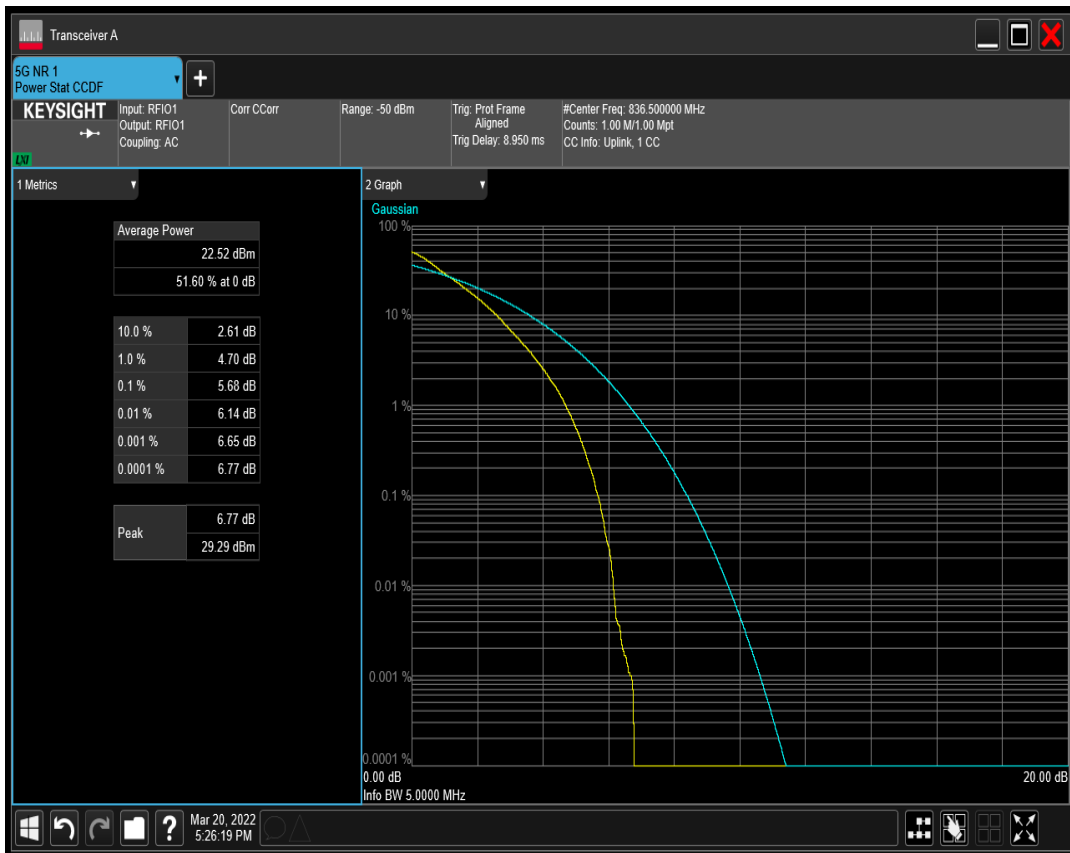 Transceiver A
5G NR 1
Power Stat CCDF
+
KEYSIGHT
LXI
Input: RFIO1
Output: RFIO1
Coupling: AC
Corr CCorr
Range: -50 dBm
Trig: Prot Frame
Aligned
Trig Delay: 8.950 ms
#Center Freq: 836.500000 MHz
Counts: 1.00 M/1.00 Mpt
CC Info: Uplink, 1 CC
1 Metrics
Average Power
22.52 dBm
51.60 % at 0 dB
10.0 % 2.61 dB
1.0 % 4.70 dB
0.1 % 5.68 dB
0.01 % 6.14 dB
0.001 % 6.65 dB
0.0001 % 6.77 dB
Peak
6.77 dB
29.29 dBm
2 Graph
Gaussian
100 %
10 %
1 %
0.1 %
0.01 %
0.001 %
0.0001 %
0.00 dB 20.00 dB
Info BW 5.0000 MHz
?
Mar 20, 2022
5:26:19 PM